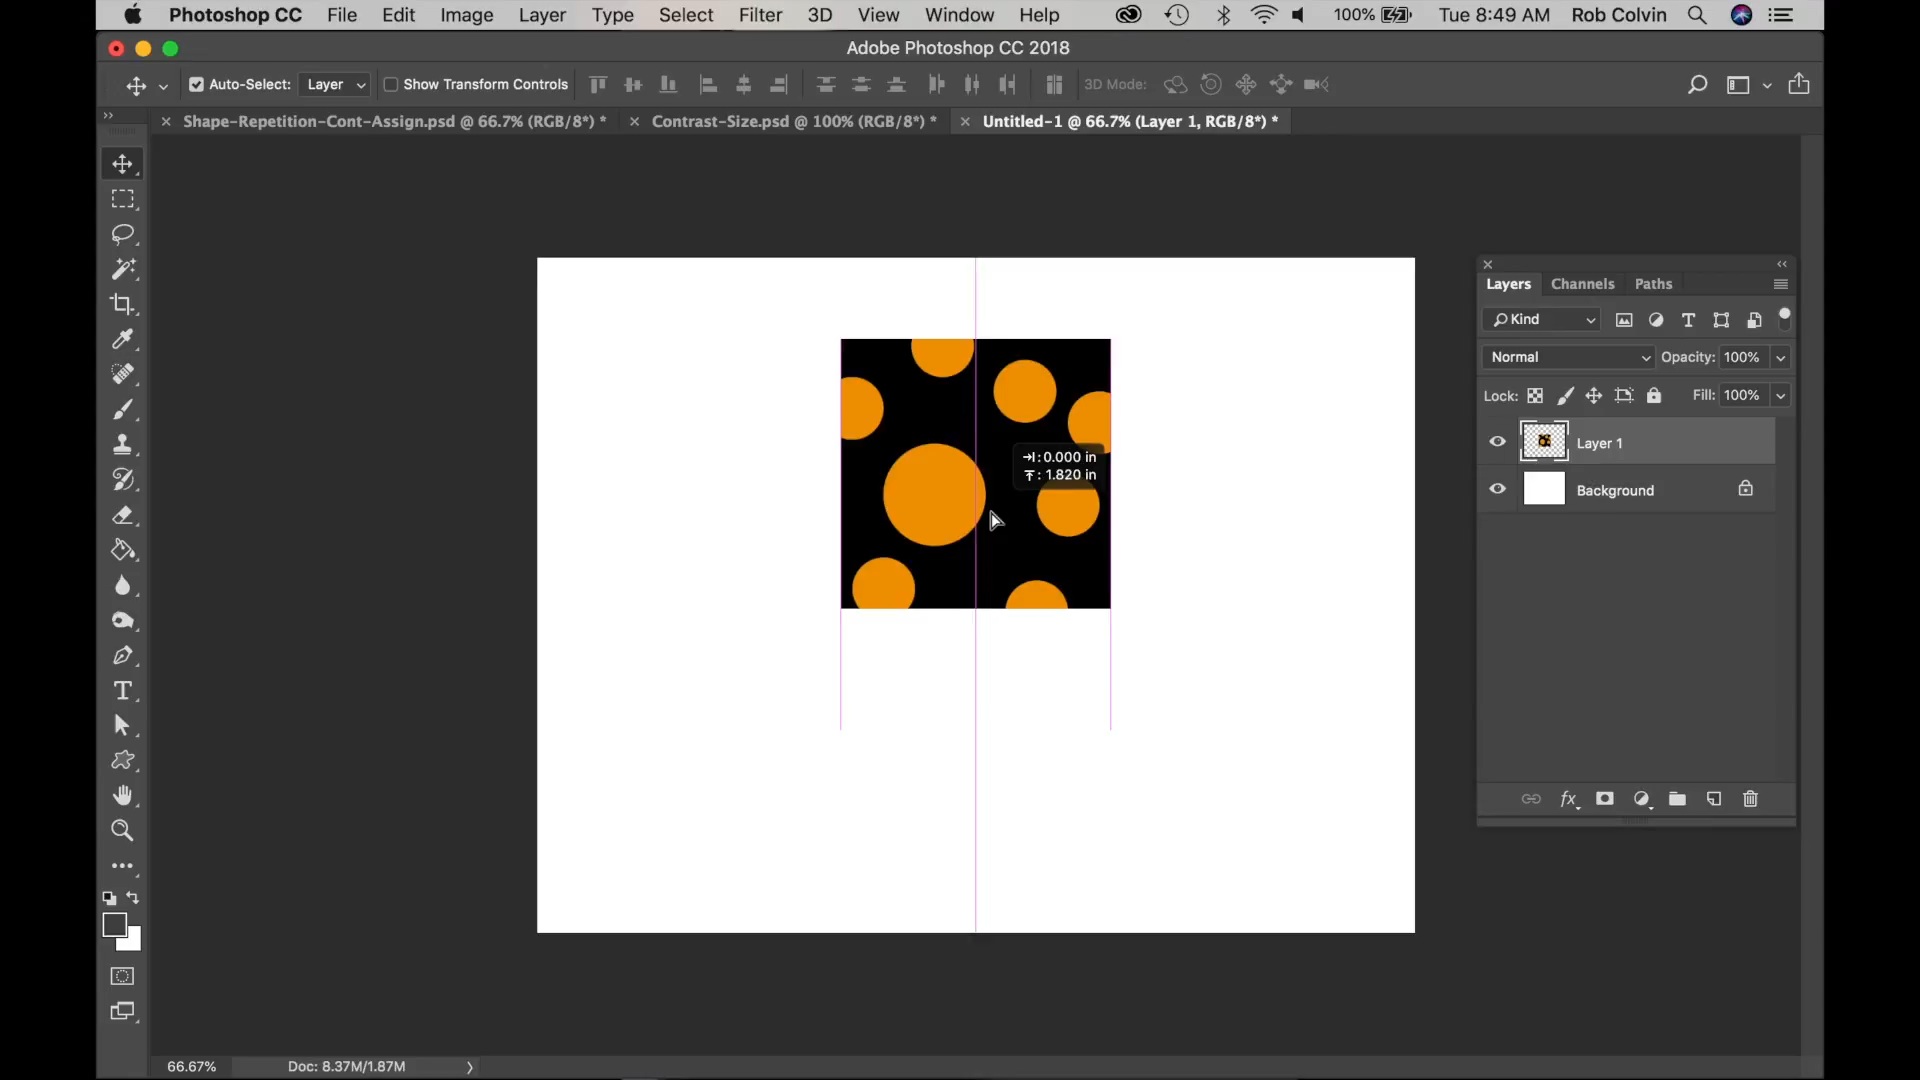 Photoshop CC File Edit Image Layer Type Select Filter 3D View Window Help 100% Tue 8:49 AM Rob Colvin
Adobe Photoshop CC 2018
Auto-Select: Layer Show Transform Controls 3D Mode:
Shape-Repetition-Cont-Assign.psd @ 66.7% (RGB/8*) * Contrast-Size.psd @ 100% (RGB/8*) * Untitled-1 @ 66.7% (Layer 1, RGB/8*) *
Layers Channels Paths
Kind
Normal Opacity: 100%
Lock: Fill: 100%
Layer 1
: 0.000 in
: 1.820 in
Background
fx
66.67% Doc: 8.37M/1.87M